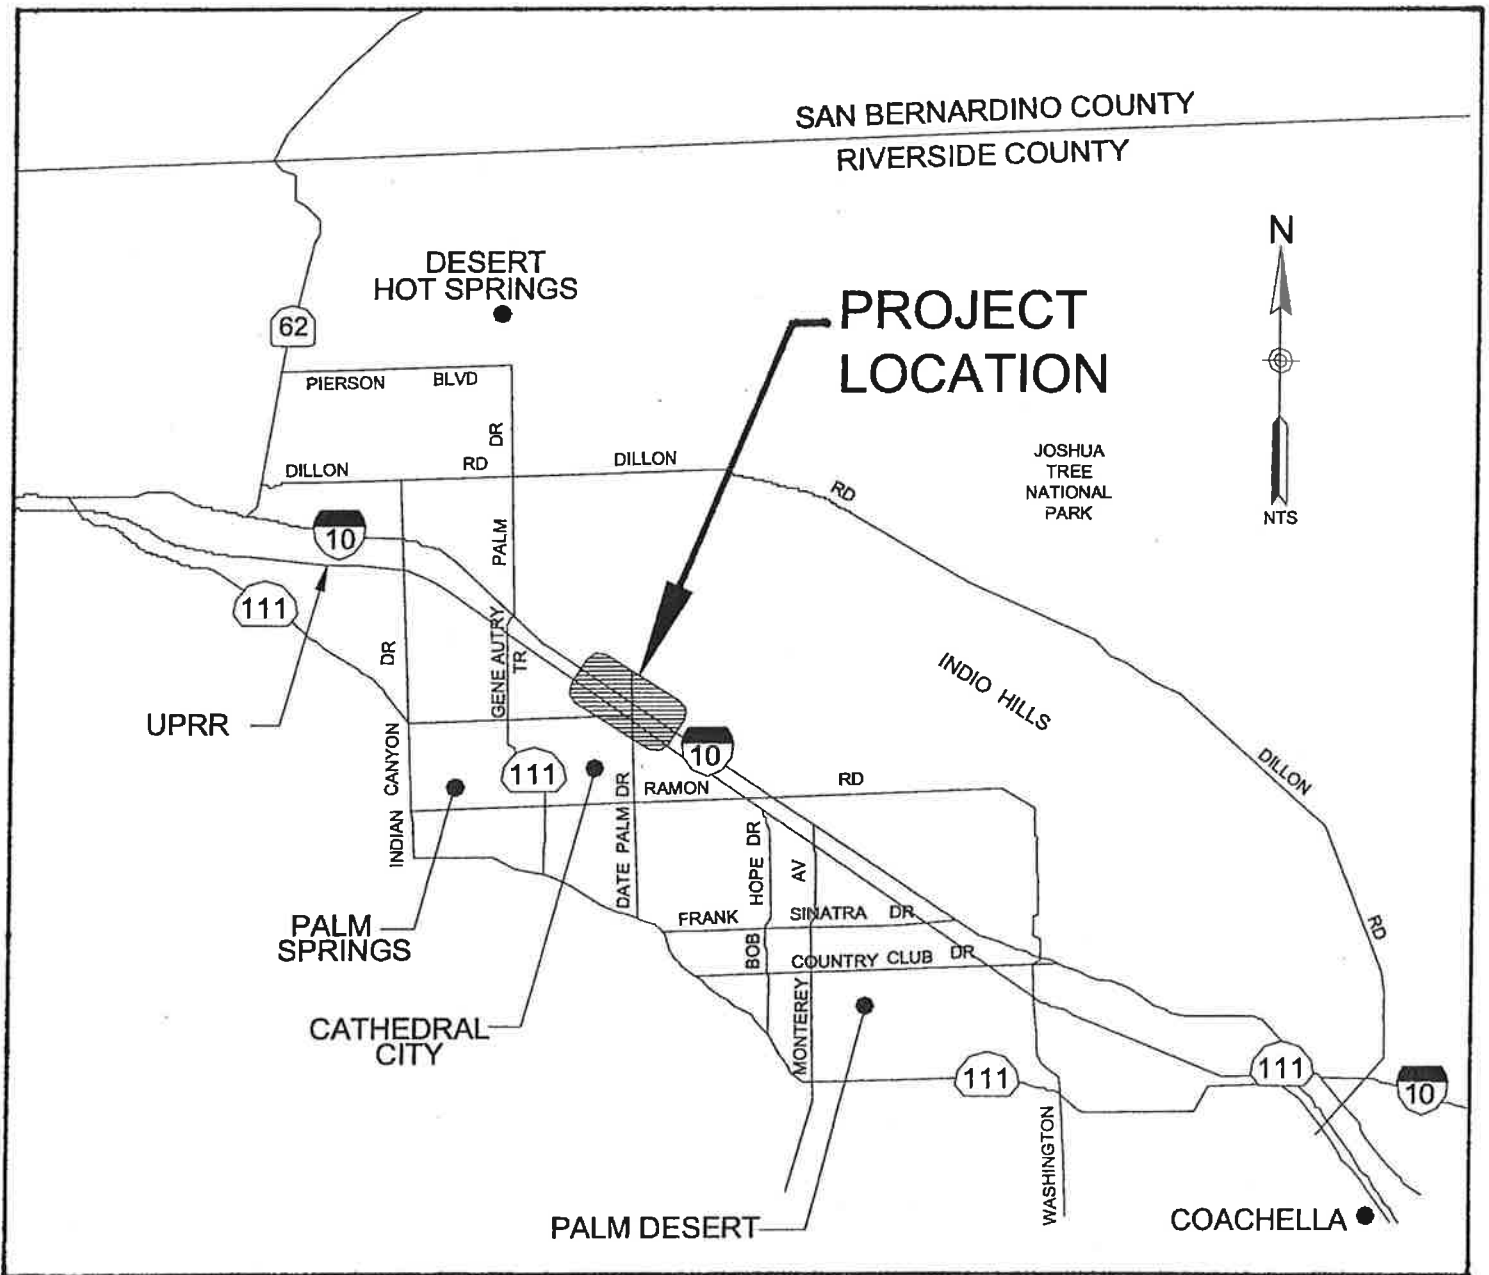 SAN BERNARDINO COUNTY
RIVERSIDE COUNTY
N
DESERT
HOT SPRINGS
PROJECT
LOCATION
62
PIERSON BLVD
DR
JOSHUA
TREE
NATIONAL
PARK
DILLON RD DILLON
RD
NTS
10
PALM
111
GENE AUTRY
TR
DR
INDIO HILLS
UPRR
CANYON
10
111
DILLON
RAMON RD
DATE PALM DR
INDIAN
HOPE DR
AV
RD
PALM
SPRINGS
FRANK SINATRA DR
BOB
COUNTRY CLUB DR
CATHEDRAL
CITY
MONTEREY
111
111
10
WASHINGTON
PALM DESERT
COACHELLA